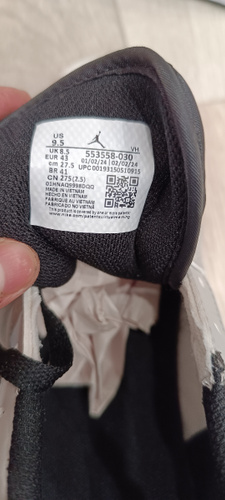 US
9.5
VH
UK 8.5
553558-030
EUR 43
01/02/24 | 02/02/24
cm 27.5
UPC 00193150510915
BR 41
CN 275(2.5)
MADE IN VIETNAM
HECHO EN VIETNAM
FABRIQUE AU VIETNAM
FABRICADO NO VIETNÃ